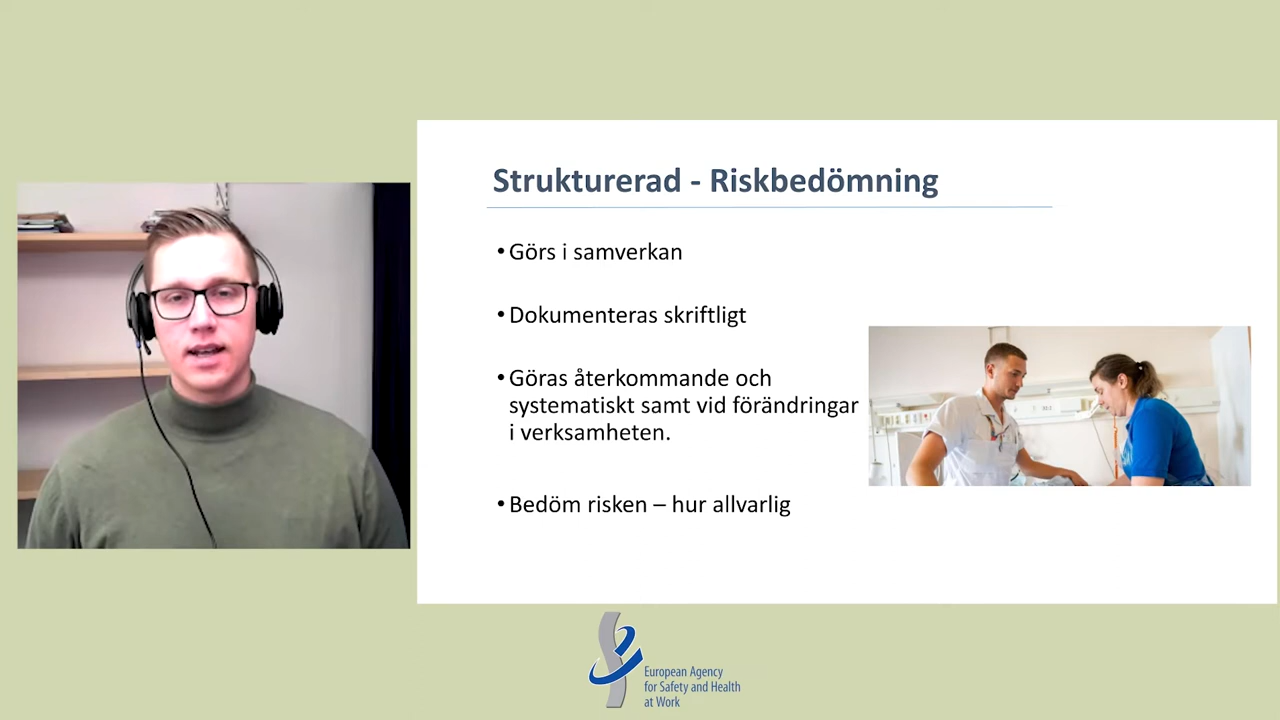 Strukturerad - Riskbedömning
• Görs i samverkan
• Dokumenteras skriftligt
• Göras återkommande och
systematiskt samt vid förändringar
i verksamheten.
• Bedöm risken – hur allvarlig
European Agency
for Safety and Health
at Work